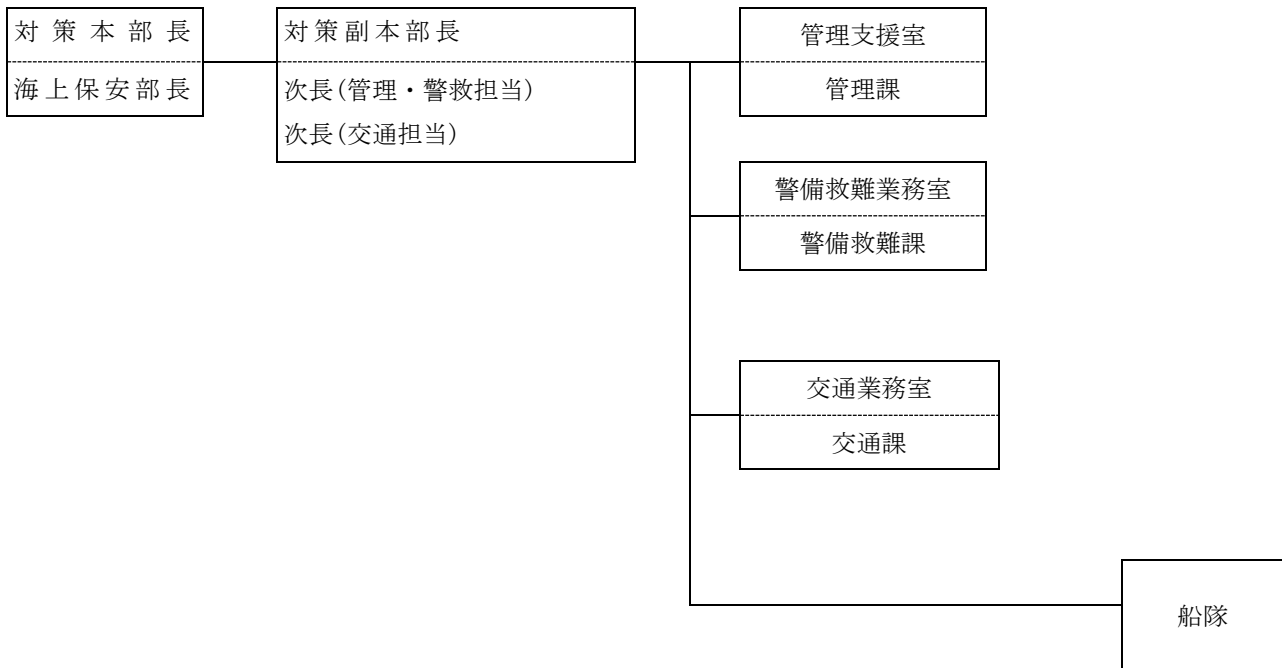 対策本部長
海上保安部長
対策副本部長
次長(管理・警救担当)
次長(交通担当)
管理支援室
管理課
警備救難業務室
警備救難課
交通業務室
交通課
船隊